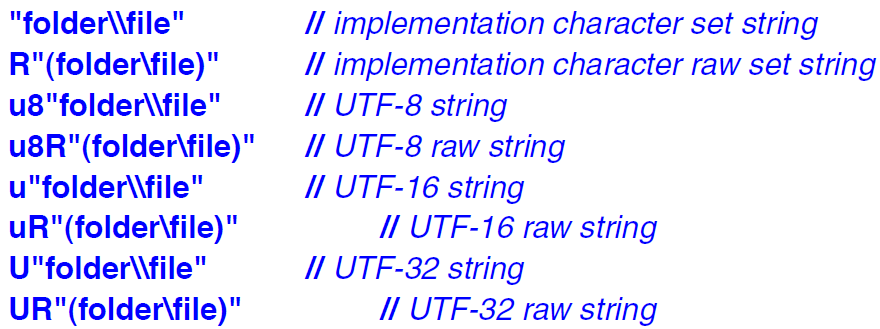 "folder\\file" // implementation character set string
R"(folder\file)" // implementation character raw set string
u8"folder\\file" // UTF-8 string
u8R"(folder\file)" // UTF-8 raw string
u"folder\\file" // UTF-16 string
uR"(folder\file)" // UTF-16 raw string
U"folder\\file" // UTF-32 string
UR"(folder\file)" // UTF-32 raw string